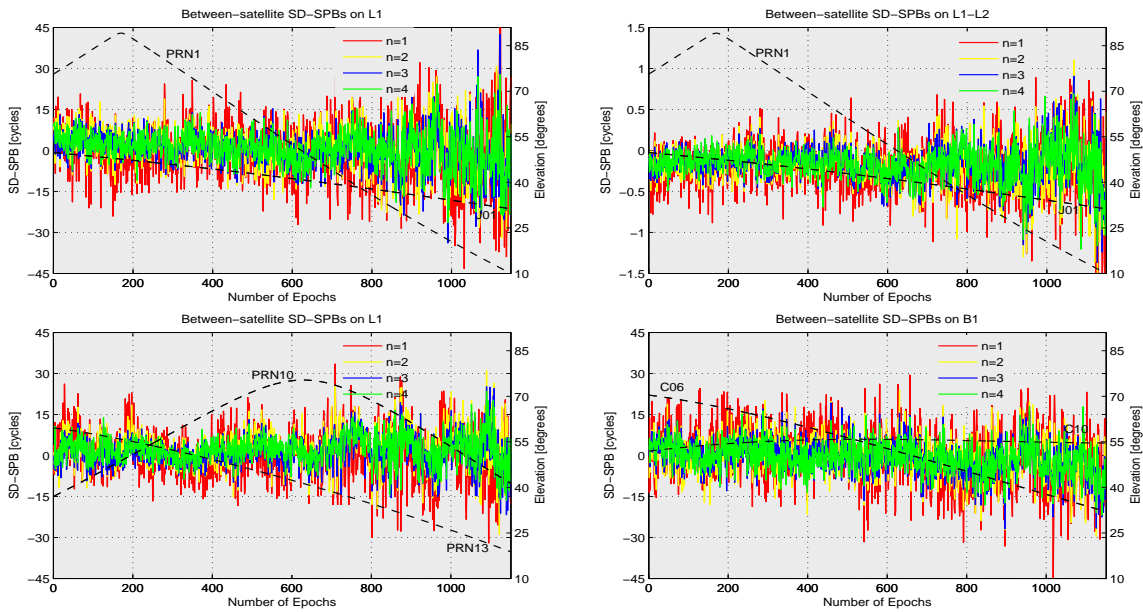 Between-satellite SD-SPBs on L1
SD-SPB [cycles]
45
30
15
0
-15
-30
-45
PRN1
J01
n=1
n=2
n=3
n=4
85
70
55
40
25
10
Elevation [degrees]
0 200 400 600 800 1000
Number of Epochs
Between-satellite SD-SPBs on L1-L2
SD-SPB [cycles]
1.5
1
0.5
0
-0.5
-1
-1.5
PRN1
J01
n=1
n=2
n=3
n=4
85
70
55
40
25
10
Elevation [degrees]
0 200 400 600 800 1000
Number of Epochs
Between-satellite SD-SPBs on L1
SD-SPB [cycles]
45
30
15
0
-15
-30
-45
PRN10
PRN13
n=1
n=2
n=3
n=4
85
70
55
40
25
10
Elevation [degrees]
0 200 400 600 800 1000
Number of Epochs
Between-satellite SD-SPBs on B1
SD-SPB [cycles]
45
30
15
0
-15
-30
-45
C06
C10
n=1
n=2
n=3
n=4
85
70
55
40
25
10
Elevation [degrees]
0 200 400 600 800 1000
Number of Epochs